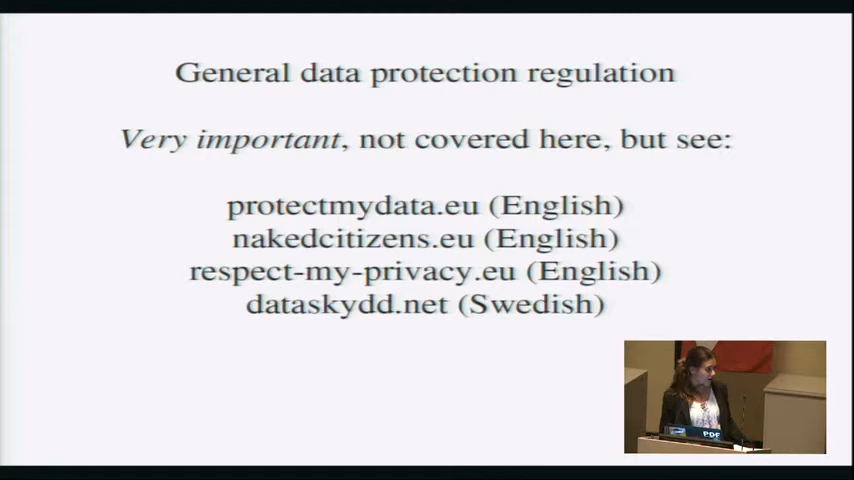 General data protection regulation
Very important, not covered here, but see:
protectmydata.eu (English)
nakedcitizens.eu (English)
respect-my-privacy.eu (English)
dataskydd.net (Swedish)
PDF